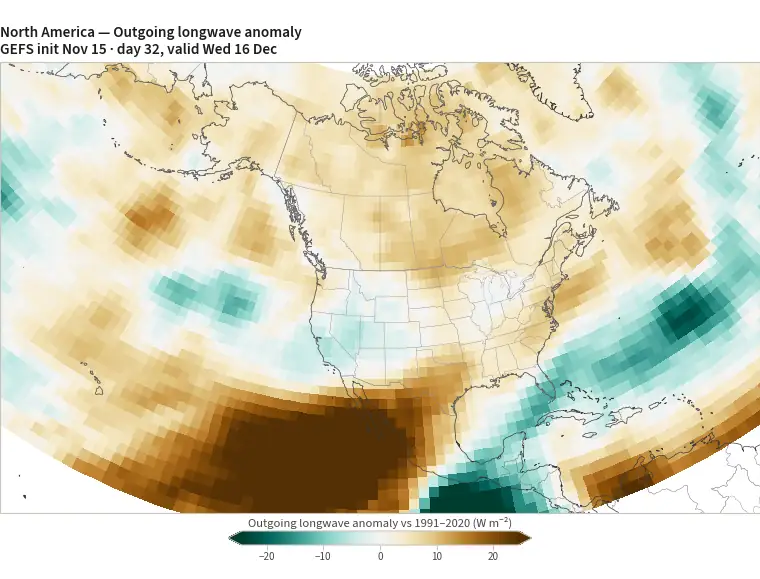 North America — Outgoing longwave anomaly
GEFS init Nov 15 · day 32, valid Wed 16 Dec
Outgoing longwave anomaly vs 1991–2020 (W m⁻²)
−20 −10 0 10 20